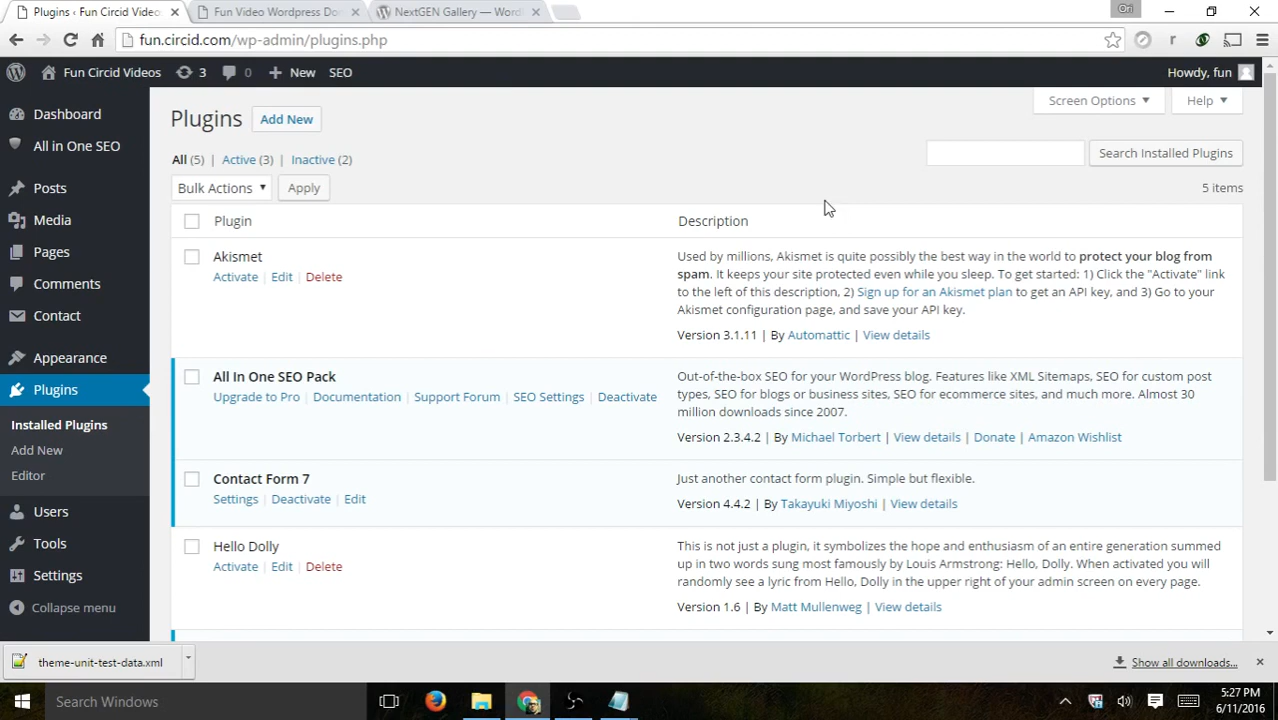 Plugins ‹ Fun Circid Video
Fun Video Wordpress Do
NextGEN Gallery — Word
Ori
fun.circid.com/wp-admin/plugins.php
r
Fun Circid Videos
3
0
New
SEO
Howdy, fun
Dashboard
All in One SEO
Posts
Media
Pages
Comments
Contact
Appearance
Plugins
Installed Plugins
Add New
Editor
Users
Tools
Settings
Collapse menu
Plugins
Add New
Screen Options
Help
All (5) | Active (3) | Inactive (2)
Search Installed Plugins
Bulk Actions
Apply
5 items
Plugin
Description
Akismet
Activate | Edit | Delete
Used by millions, Akismet is quite possibly the best way in the world to protect your blog from
spam. It keeps your site protected even while you sleep. To get started: 1) Click the "Activate" link
to the left of this description, 2) Sign up for an Akismet plan to get an API key, and 3) Go to your
Akismet configuration page, and save your API key.
Version 3.1.11 | By Automattic | View details
All In One SEO Pack
Upgrade to Pro | Documentation | Support Forum | SEO Settings | Deactivate
Out-of-the-box SEO for your WordPress blog. Features like XML Sitemaps, SEO for custom post
types, SEO for blogs or business sites, SEO for ecommerce sites, and much more. Almost 30
million downloads since 2007.
Version 2.3.4.2 | By Michael Torbert | View details | Donate | Amazon Wishlist
Contact Form 7
Settings | Deactivate | Edit
Just another contact form plugin. Simple but flexible.
Version 4.4.2 | By Takayuki Miyoshi | View details
Hello Dolly
Activate | Edit | Delete
This is not just a plugin, it symbolizes the hope and enthusiasm of an entire generation summed
up in two words sung most famously by Louis Armstrong: Hello, Dolly. When activated you will
randomly see a lyric from Hello, Dolly in the upper right of your admin screen on every page.
Version 1.6 | By Matt Mullenweg | View details
theme-unit-test-data.xml
Show all downloads...
Search Windows
5:27 PM
6/11/2016